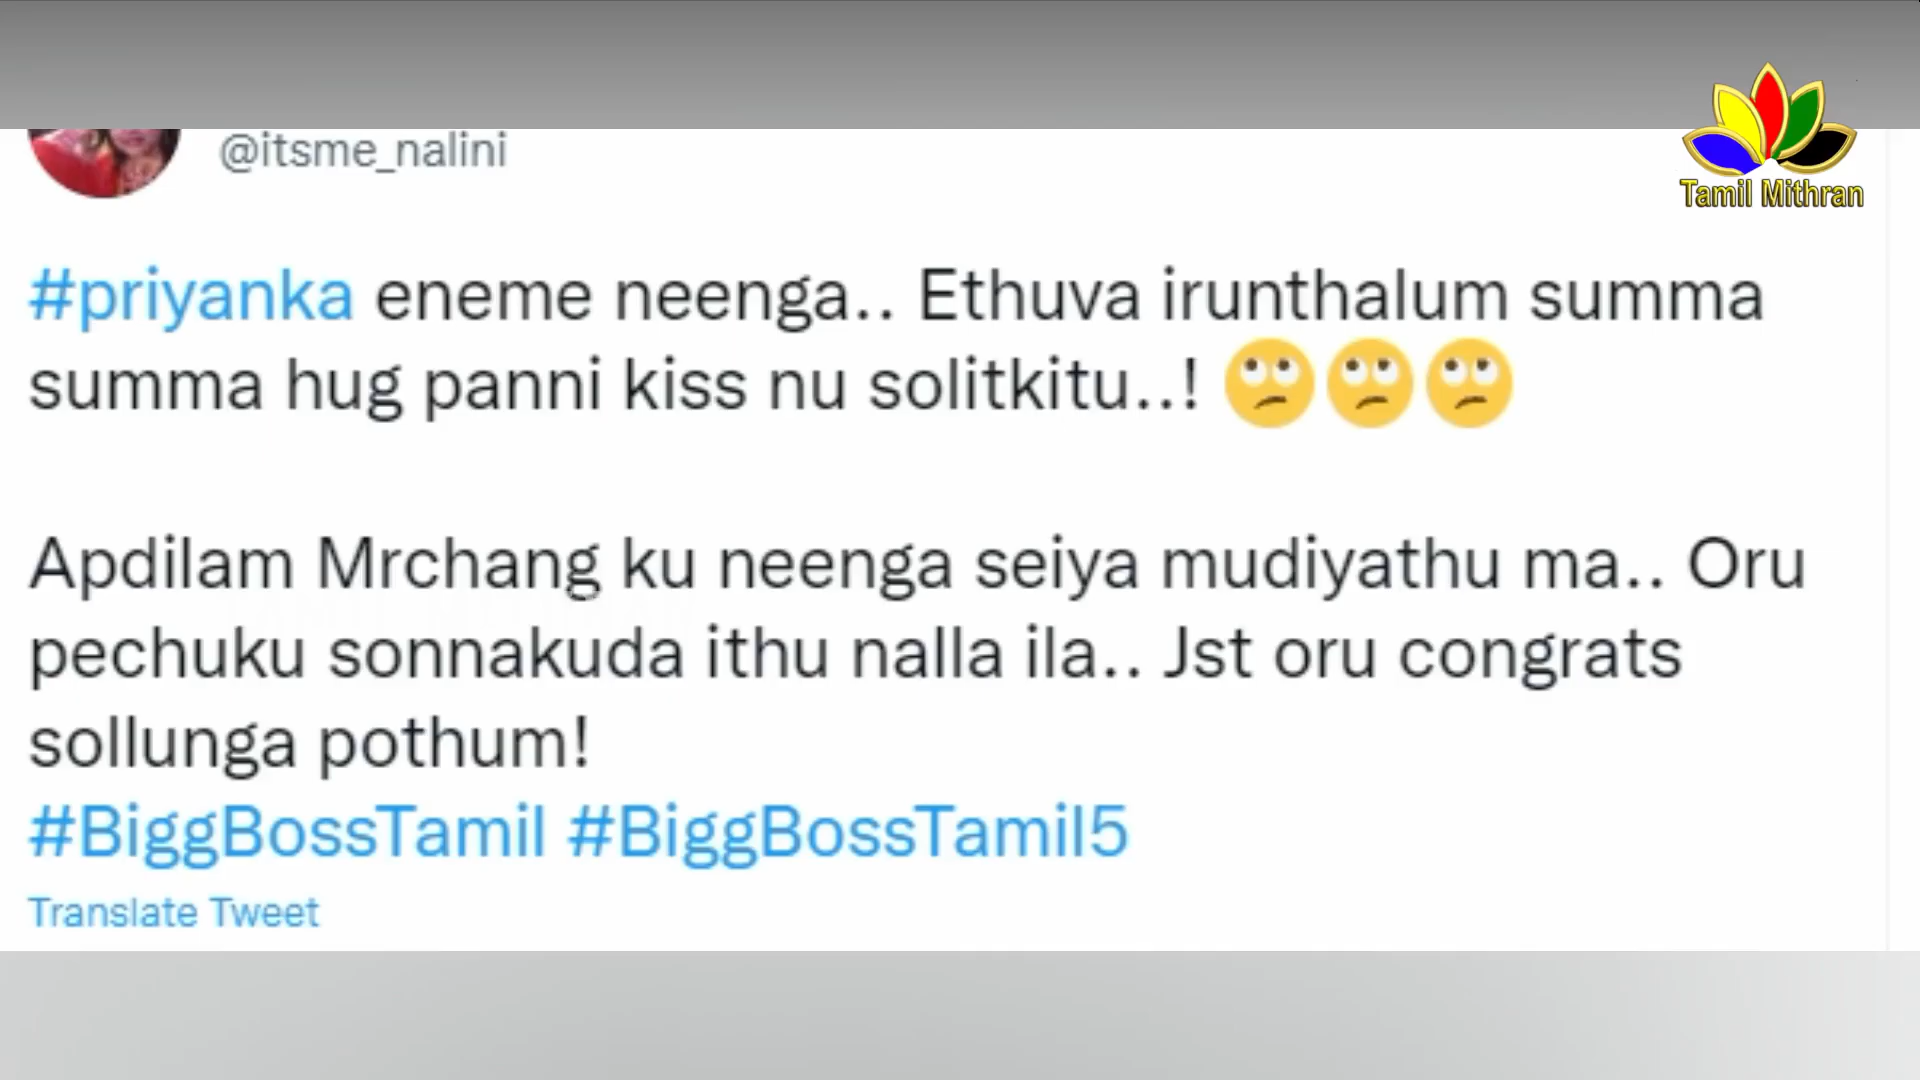 Tamil Mithran
@itsme_nalini
#priyanka eneme neenga.. Ethuva irunthalum summa
summa hug panni kiss nu solitkitu..! 🙄🙄🙄
Apdilam Mrchang ku neenga seiya mudiyathu ma.. Oru
pechuku sonnakuda ithu nalla ila.. Jst oru congrats
sollunga pothum!
#BiggBossTamil #BiggBossTamil5
Translate Tweet